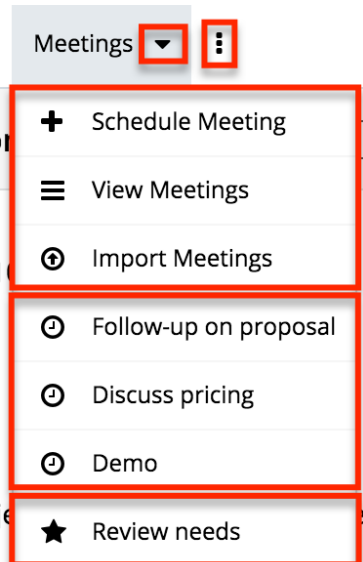 Meetings
Schedule Meeting
View Meetings
Import Meetings
Follow-up on proposal
Discuss pricing
Demo
Review needs